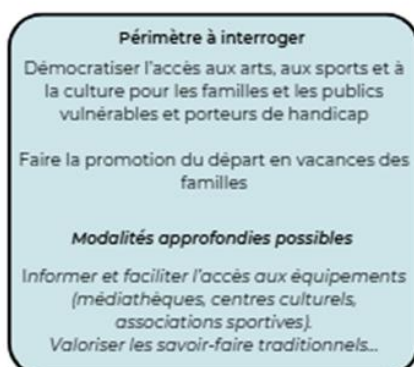 Périmètre à interroger
Démocratiser l'accès aux arts, aux sports et à
la culture pour les familles et les publics
vulnérables et porteurs de handicap
Faire la promotion du départ en vacances des
familles
Modalités approfondies possibles
Informer et faciliter l'accès aux équipements
(médiathèques, centres culturels,
associations sportives).
Valoriser les savoir-faire traditionnels...